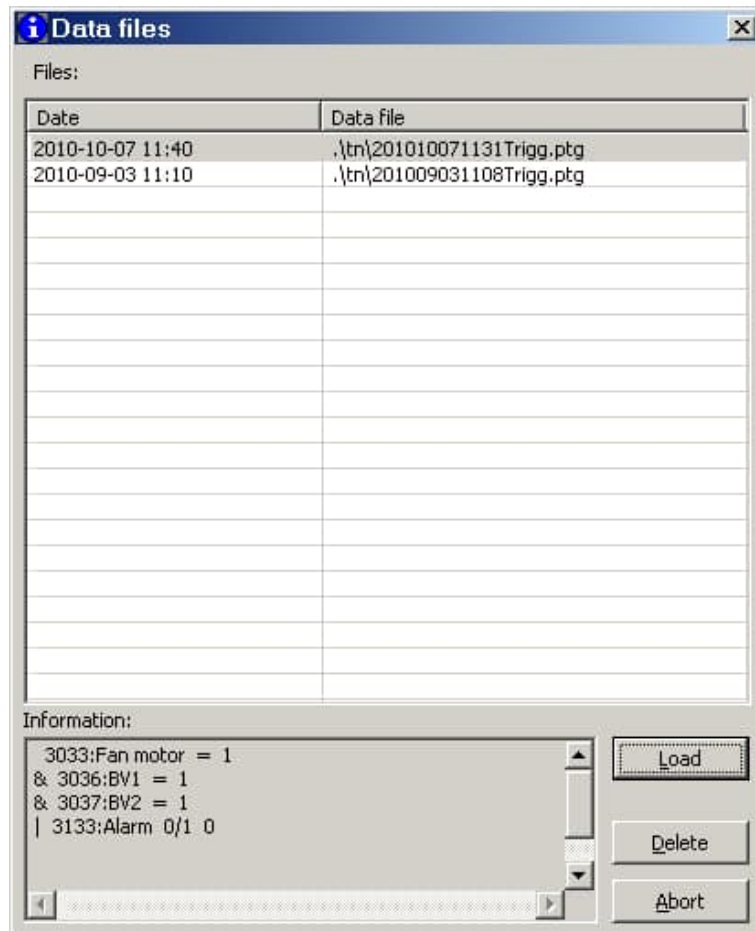 Data files
Files:
Date Data file
2010-10-07 11:40 .\tn\201010071131Trigg.ptg
2010-09-03 11:10 .\tn\201009031108Trigg.ptg
Information:
3033:Fan motor = 1
& 3036:BV1 = 1
& 3037:BV2 = 1
| 3133:Alarm 0/1 0
Load
Delete
Abort